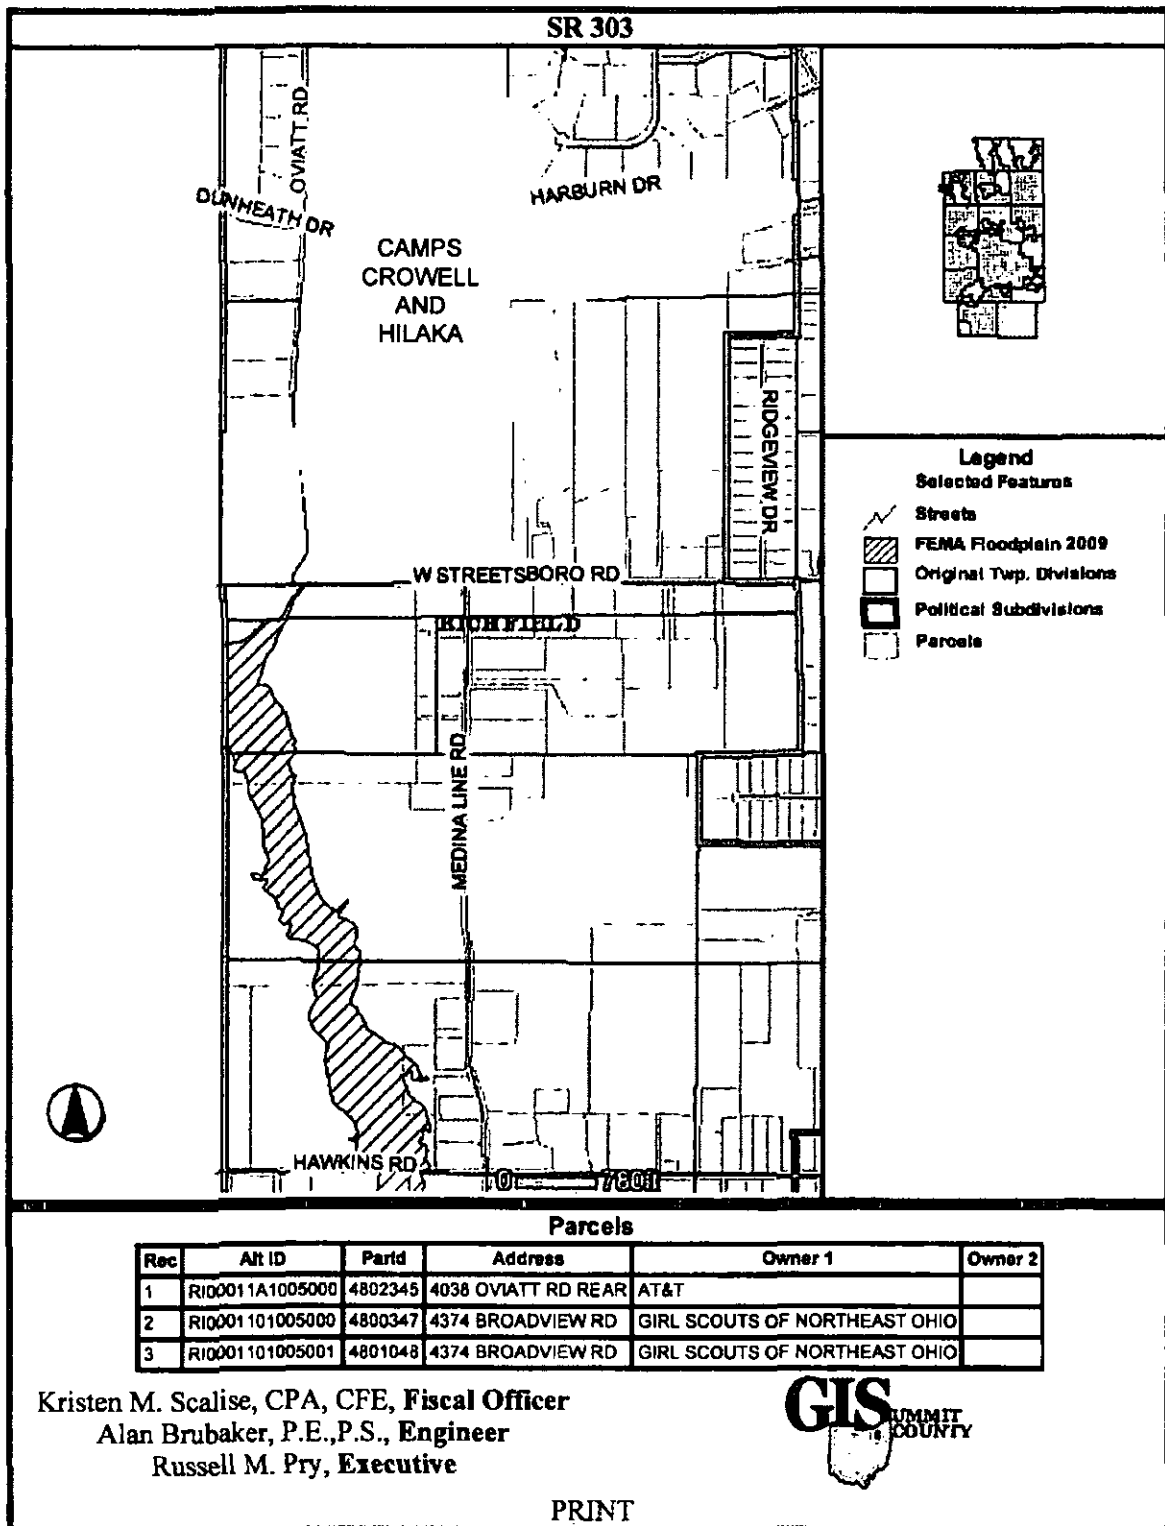 SR 303
OVIATT RD
DUNHEATH DR
HARBURN DR
CAMPS
CROWELL
AND
HILAKA
RIDGEVIEW DR
W STREETSBORO RD
RICHFIELD
MEDINA LINE RD
HAWKINS RD
0 780ft
Legend
Selected Features
Streets
FEMA Floodplain 2009
Original Twp. Divisions
Political Subdivisions
Parcels
Parcels
Rec Alt ID Parid Address Owner 1 Owner 2
1 RI00011A1005000 4802345 4038 OVIATT RD REAR AT&T
2 RI0001101005000 4800347 4374 BROADVIEW RD GIRL SCOUTS OF NORTHEAST OHIO
3 RI0001101005001 4801048 4374 BROADVIEW RD GIRL SCOUTS OF NORTHEAST OHIO
Kristen M. Scalise, CPA, CFE, Fiscal Officer
Alan Brubaker, P.E.,P.S., Engineer
Russell M. Pry, Executive
GIS SUMMIT
COUNTY
PRINT